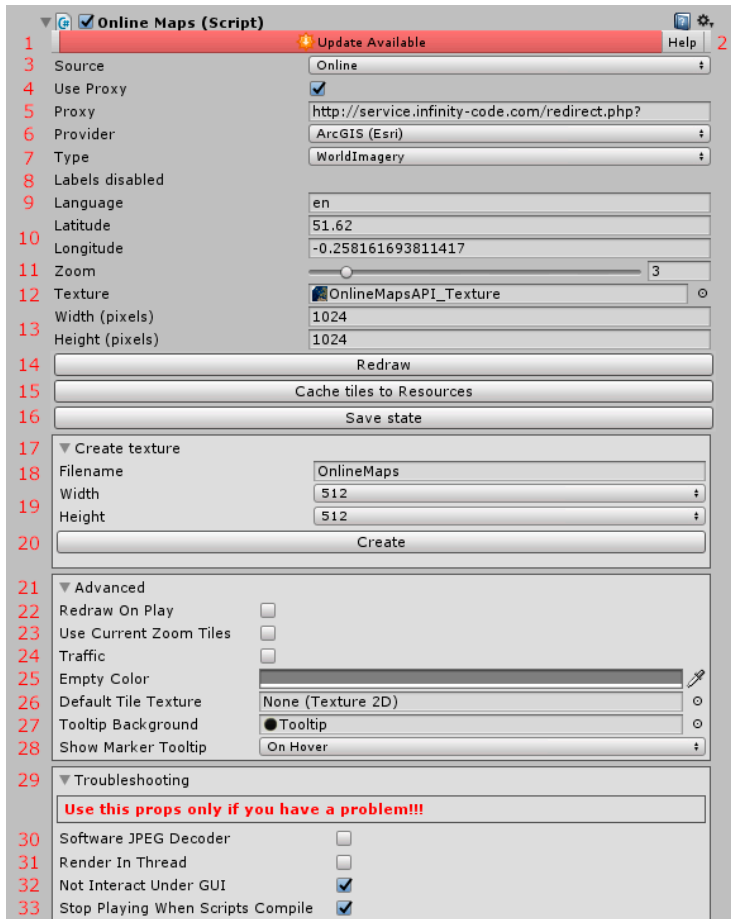 Online Maps (Script)
1 Update Available Help 2
3 Source Online
4 Use Proxy
5 Proxy http://service.infinity-code.com/redirect.php?
6 Provider ArcGIS (Esri)
7 Type WorldImagery
8 Labels disabled
9 Language en
10 Latitude 51.62
Longitude -0.258161693811417
11 Zoom 3
12 Texture OnlineMapsAPI_Texture
13 Width (pixels) 1024
Height (pixels) 1024
14 Redraw
15 Cache tiles to Resources
16 Save state
17 Create texture
18 Filename OnlineMaps
19 Width 512
Height 512
20 Create
21 Advanced
22 Redraw On Play
23 Use Current Zoom Tiles
24 Traffic
25 Empty Color
26 Default Tile Texture None (Texture 2D)
27 Tooltip Background Tooltip
28 Show Marker Tooltip On Hover
29 Troubleshooting
Use this props only if you have a problem!!!
30 Software JPEG Decoder
31 Render In Thread
32 Not Interact Under GUI
33 Stop Playing When Scripts Compile